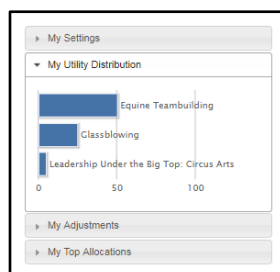 My Settings
My Utility Distribution
Equine Teambuilding
Glassblowing
Leadership Under the Big Top: Circus Arts
0 50 100
My Adjustments
My Top Allocations